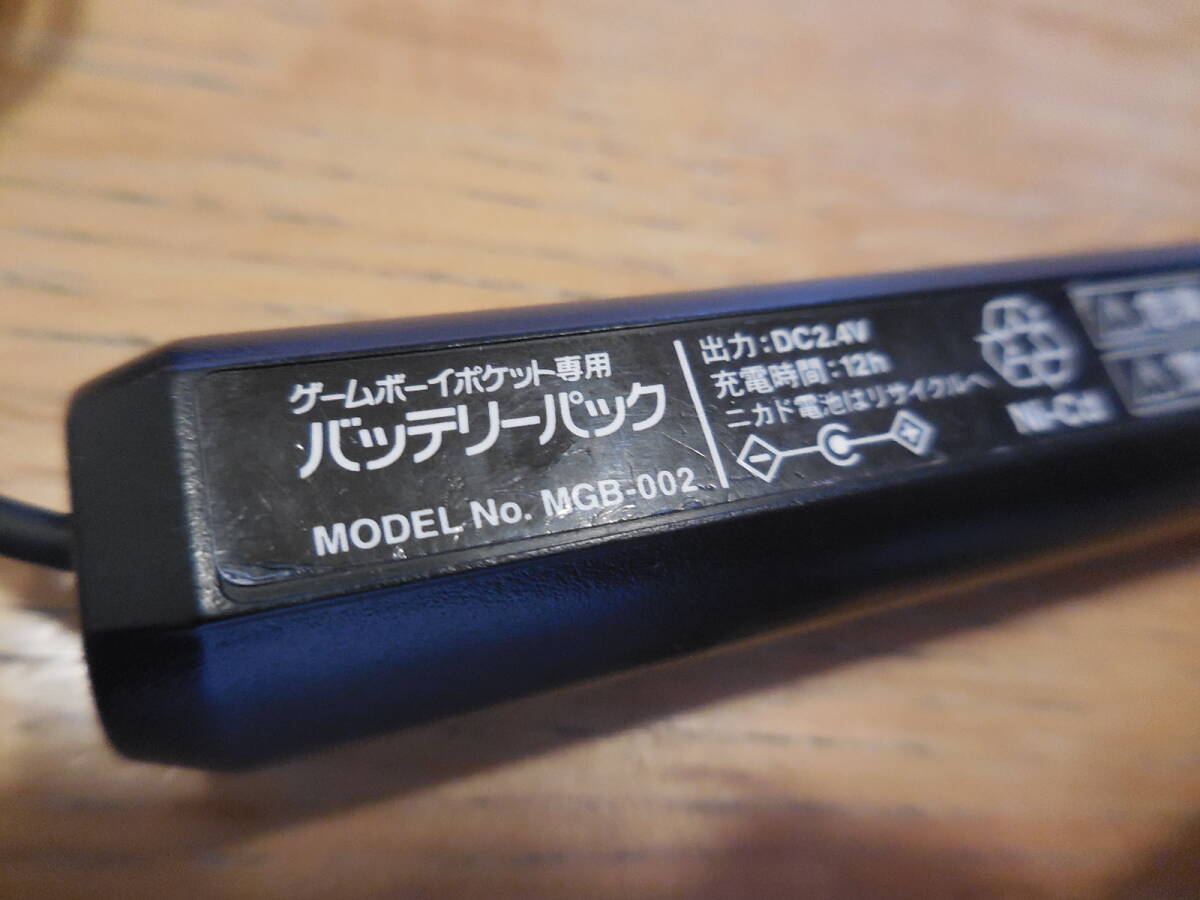 ゲームボーイポケット専用
バッテリーパック
MODEL No. MGB-002
出力:DC2.4V
充電時間:12h
ニカド電池はリサイクルへ
Ni-Cd